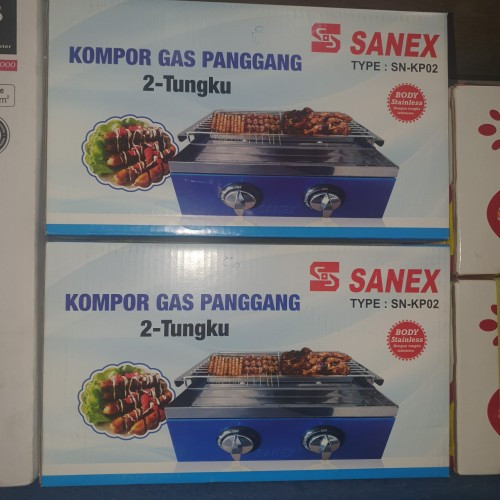 KOMPOR GAS PANGGANG
2-Tungku
SANEX
TYPE : SN-KP02
BODY
Stainless
KOMPOR GAS PANGGANG
2-Tungku
SANEX
TYPE : SN-KP02
BODY
Stainless